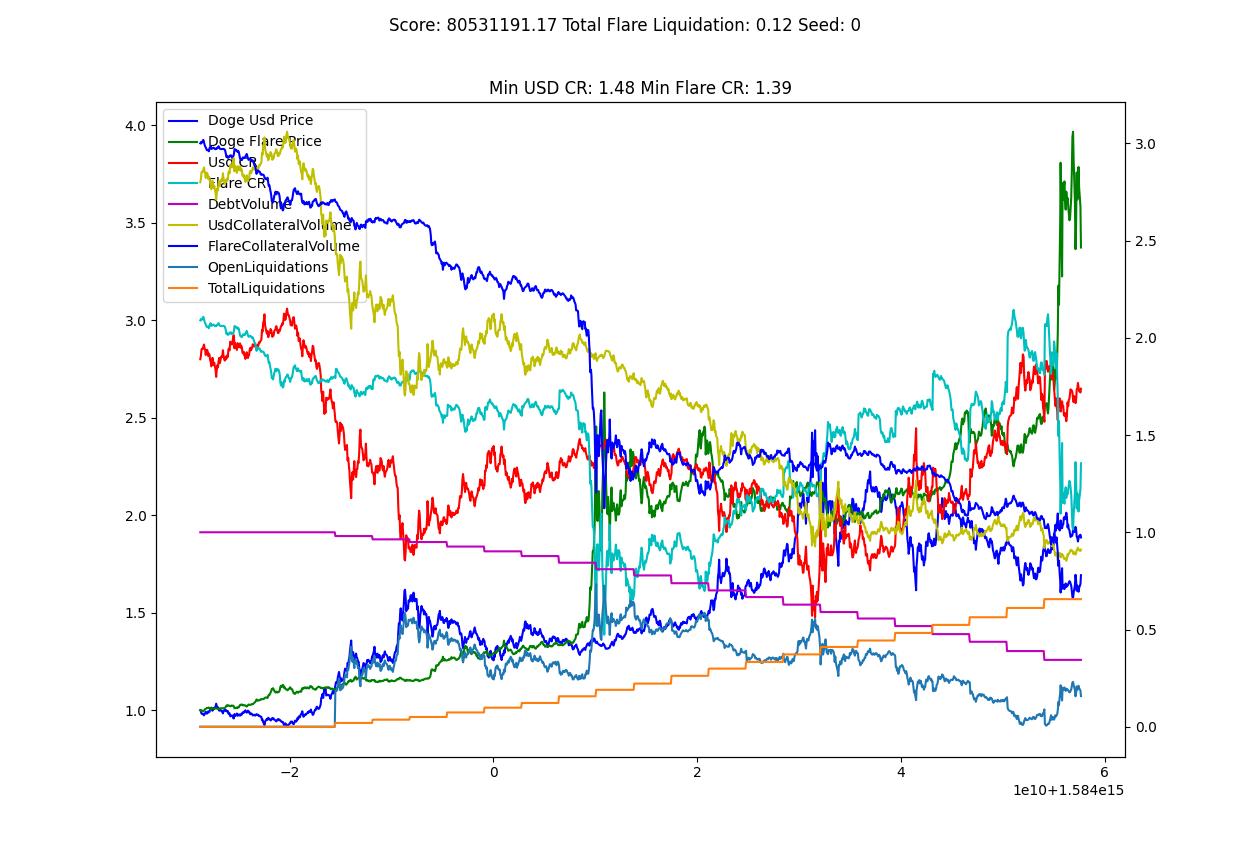 Score: 80531191.17 Total Flare Liquidation: 0.12 Seed: 0
Min USD CR: 1.48 Min Flare CR: 1.39
Doge Usd Price
Doge Flare Price
Usd CR
Flare CR
DebtVolume
UsdCollateralVolume
FlareCollateralVolume
OpenLiquidations
TotalLiquidations
4.0
3.5
3.0
2.5
2.0
1.5
1.0
3.0
2.5
2.0
1.5
1.0
0.5
0.0
−2 0 2 4 6
1e10+1.584e15